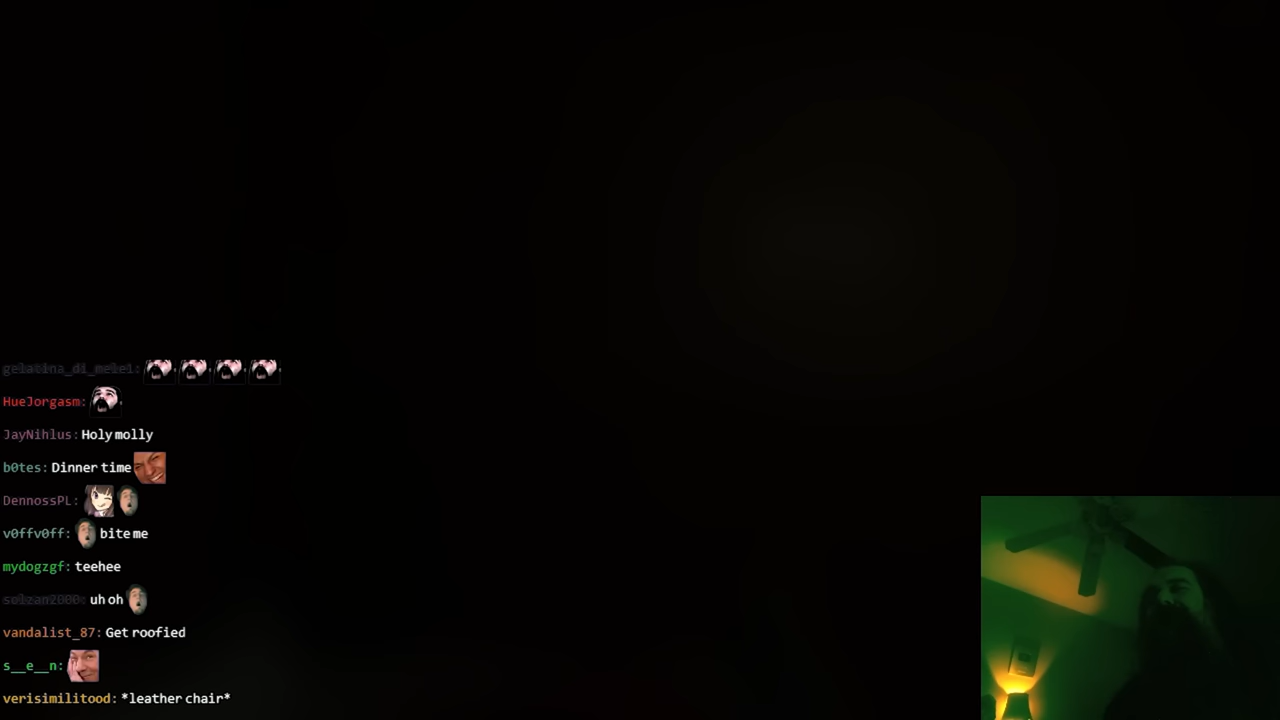 gelatina_di_mele1:
HueJorgasm:
JayNihlus: Holy molly
b0tes: Dinner time
DennossPL:
v0ffv0ff: bite me
mydogzgf: teehee
uh oh
vandalist_87: Get roofied
s__e__n:
verisimilitood: *leather chair*